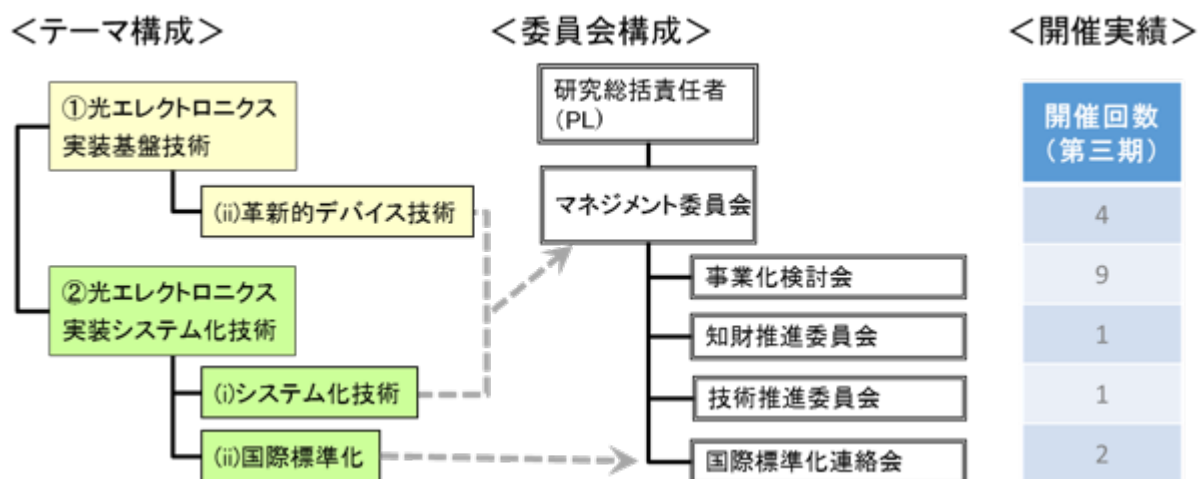 ＜テーマ構成＞
＜委員会構成＞
＜開催実績＞
①光エレクトロニクス
実装基盤技術
(ii)革新的デバイス技術
②光エレクトロニクス
実装システム化技術
(i)システム化技術
(ii)国際標準化
研究総括責任者
(PL)
マネジメント委員会
事業化検討会
知財推進委員会
技術推進委員会
国際標準化連絡会
開催回数
（第三期）
4
9
1
1
2